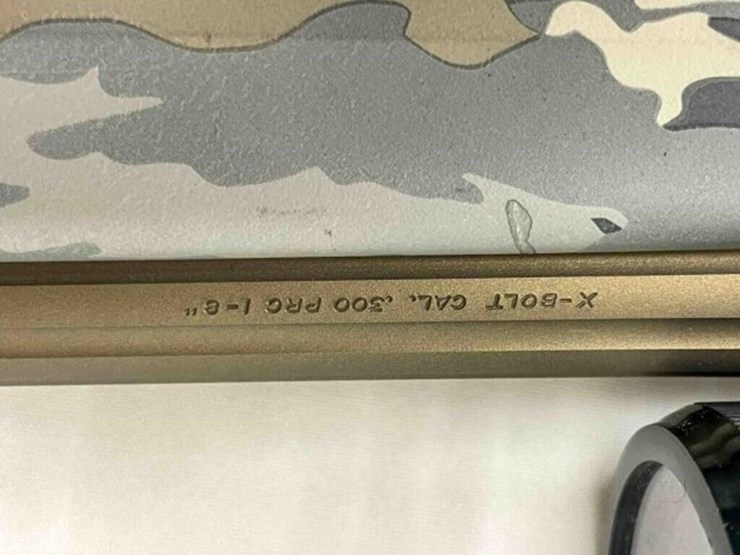 X-BOLT CAL. .300 PRC 1-8"